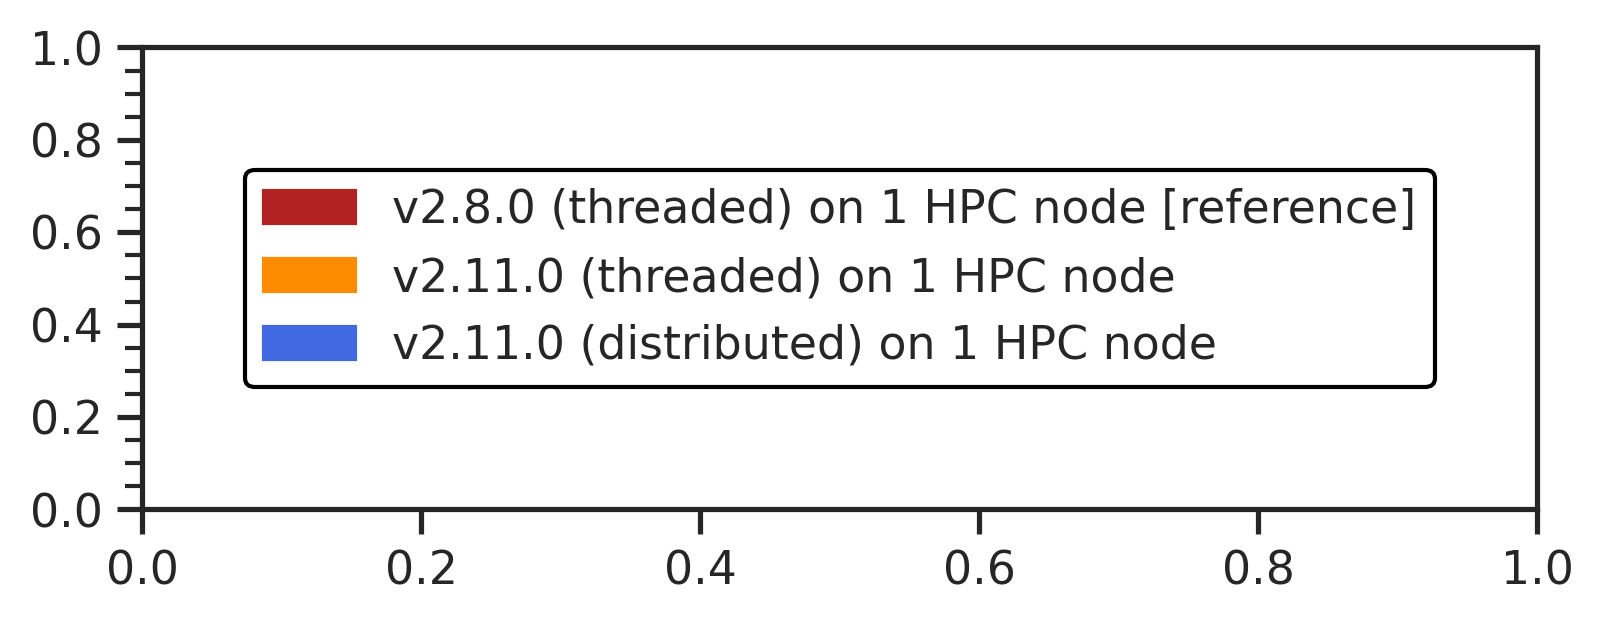 1.0
0.8
0.6
0.4
0.2
0.0
v2.8.0 (threaded) on 1 HPC node [reference]
v2.11.0 (threaded) on 1 HPC node
v2.11.0 (distributed) on 1 HPC node
0.0 0.2 0.4 0.6 0.8 1.0